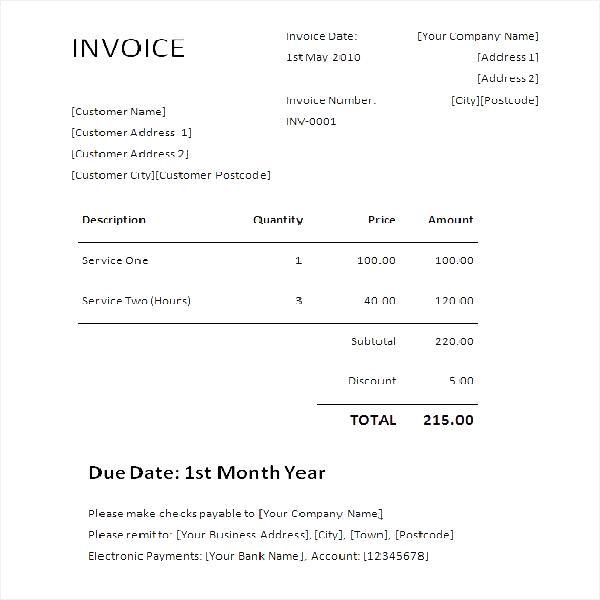 INVOICE
Invoice Date:
1st May 2010
Invoice Number:
INV-0001
[Your Company Name]
[Address 1]
[Address 2]
[City][Postcode]
[Customer Name]
[Customer Address 1]
[Customer Address 2]
[Customer City][Customer Postcode]
Description Quantity Price Amount
Service One 1 100.00 100.00
Service Two (Hours) 3 40.00 120.00
Subtotal 220.00
Discount 5.00
TOTAL 215.00
Due Date: 1st Month Year
Please make checks payable to [Your Company Name]
Please remit to: [Your Business Address], [City], [Town], [Postcode]
Electronic Payments: [Your Bank Name], Account: [12345678]